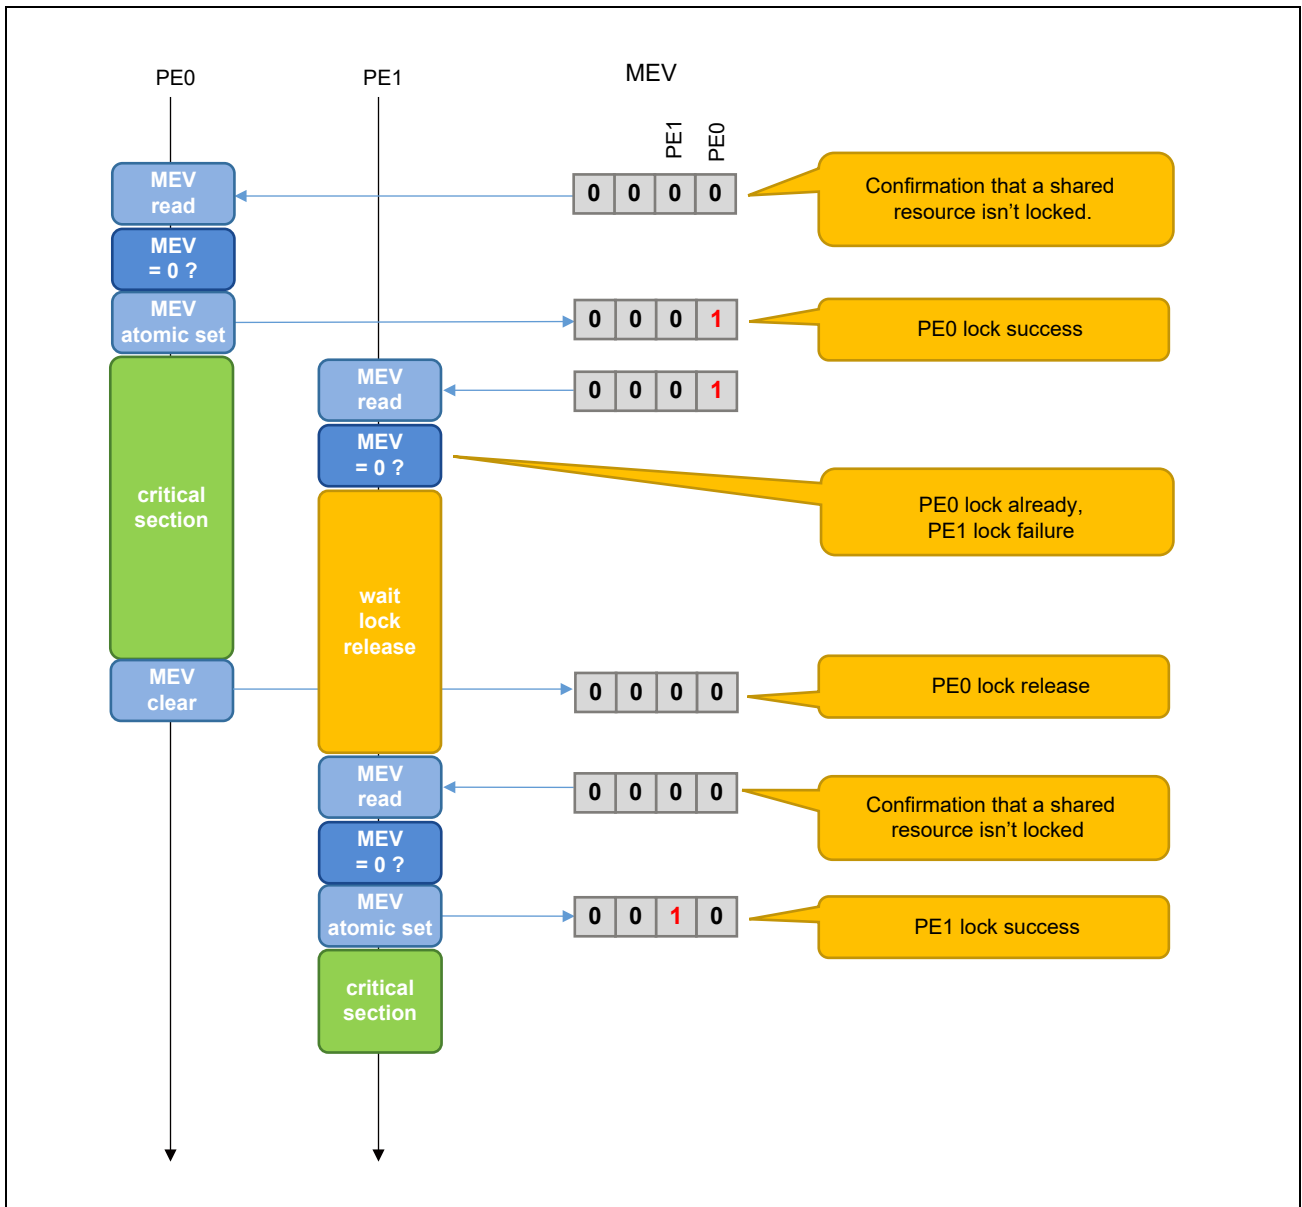 PE0
PE1
MEV
PE1
PE0
MEV
read
0 0 0 0
Confirmation that a shared
resource isn't locked.
MEV
= 0 ?
MEV
atomic set
0 0 0 1
PE0 lock success
MEV
read
0 0 0 1
MEV
= 0 ?
critical
section
PE0 lock already,
PE1 lock failure
wait
lock
release
MEV
clear
0 0 0 0
PE0 lock release
MEV
read
0 0 0 0
Confirmation that a shared
resource isn't locked
MEV
= 0 ?
MEV
atomic set
0 0 1 0
PE1 lock success
critical
section